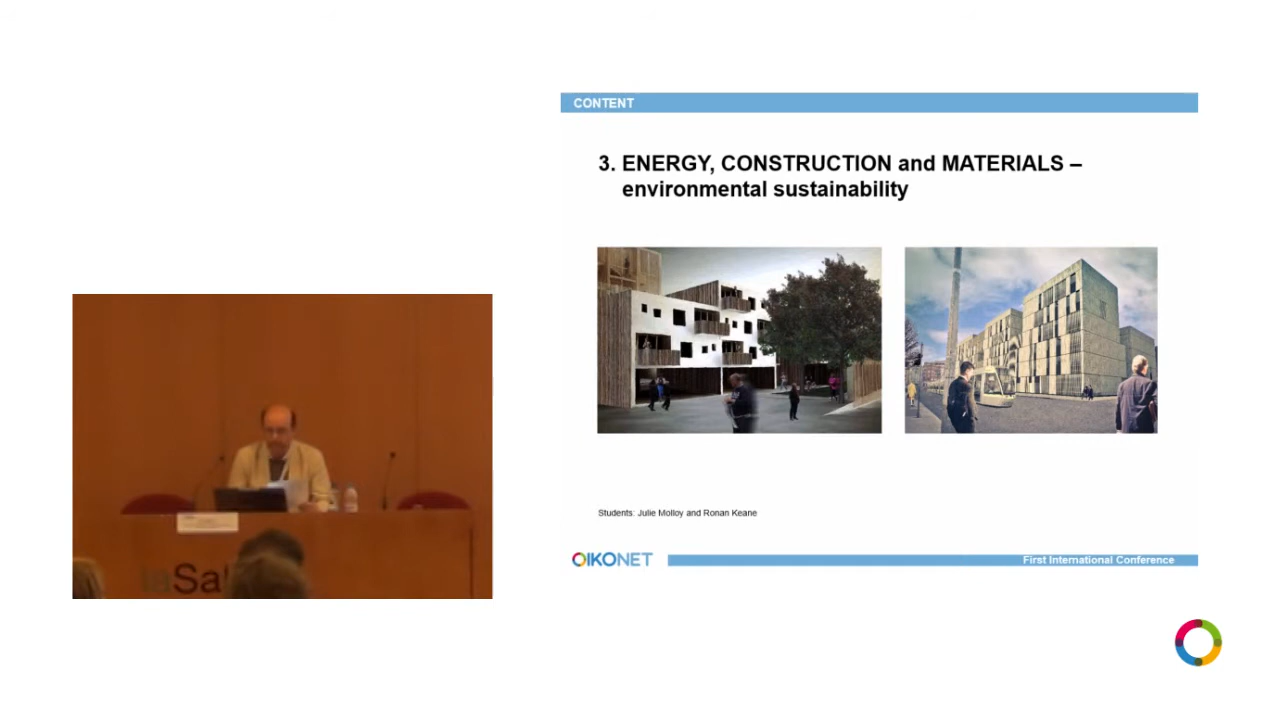 CONTENT
3. ENERGY, CONSTRUCTION and MATERIALS –
environmental sustainability
Students: Julie Molloy and Ronan Keane
OIKONET
First International Conference